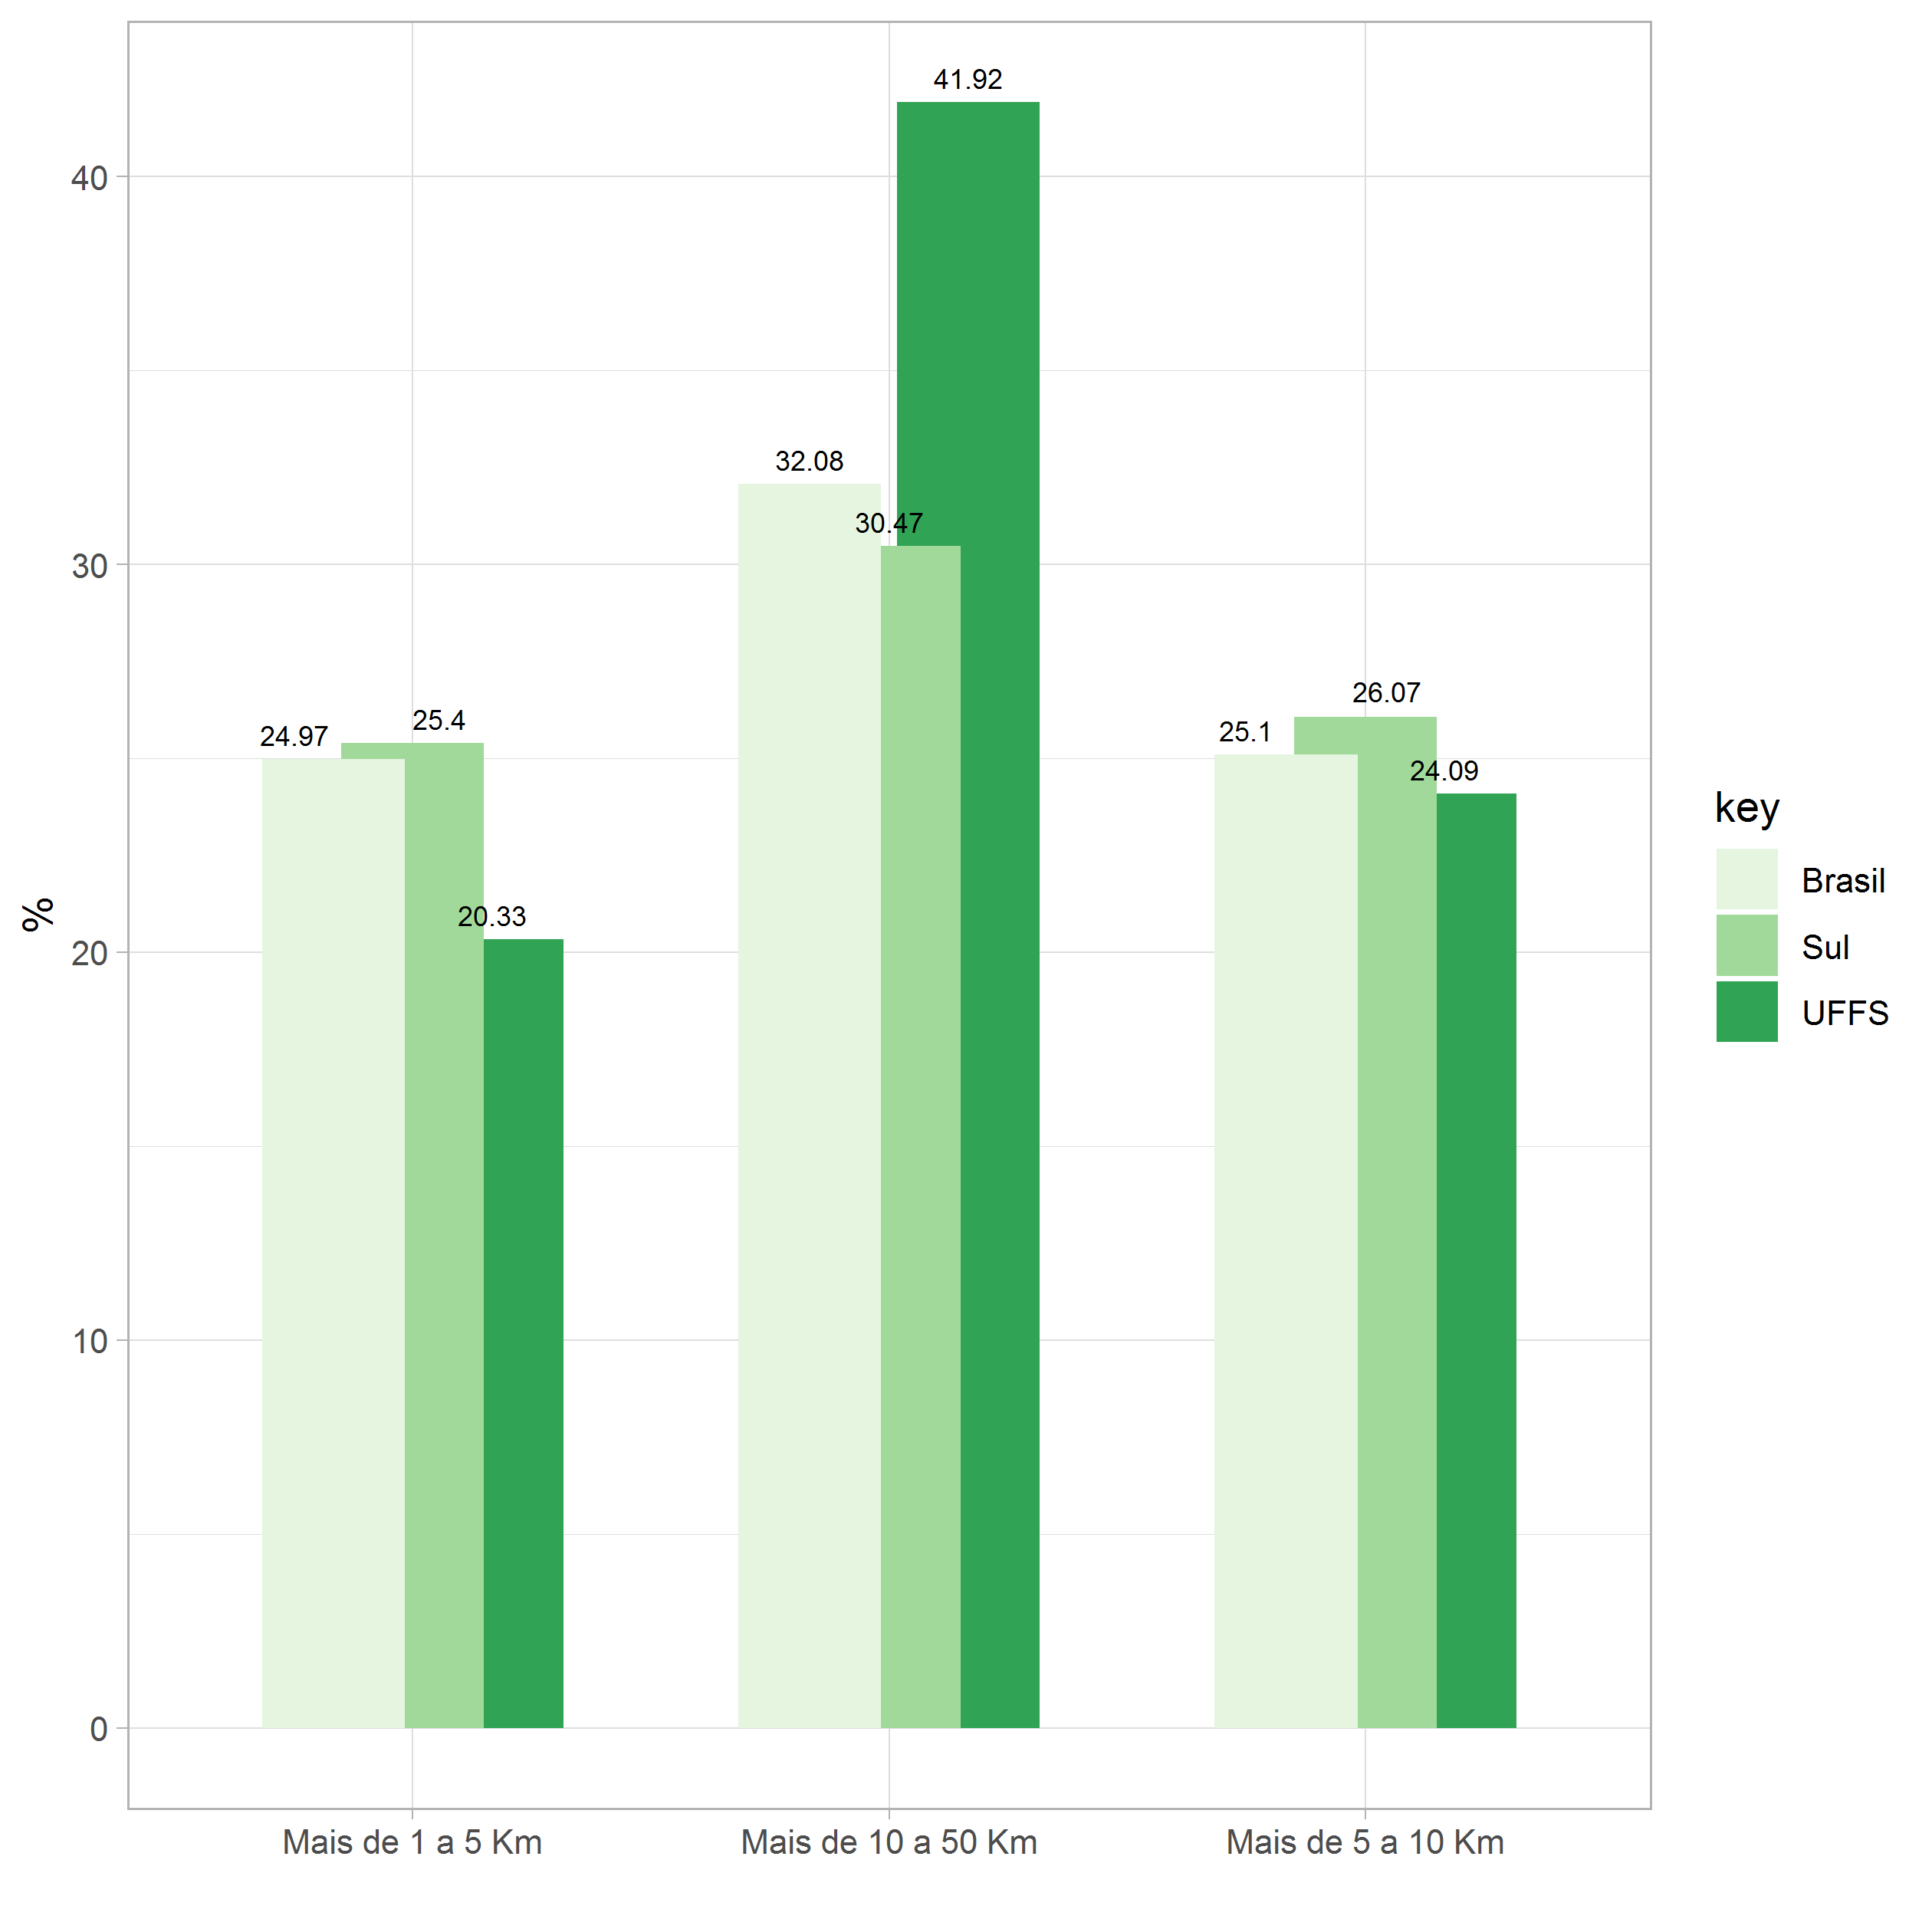 41.92
40
32.08
30.47
30
26.07
25.1
25.4
24.97
24.09
key
Brasil
20.33
%
20
Sul
UFFS
10
0
Mais de 1 a 5 Km
Mais de 10 a 50 Km
Mais de 5 a 10 Km